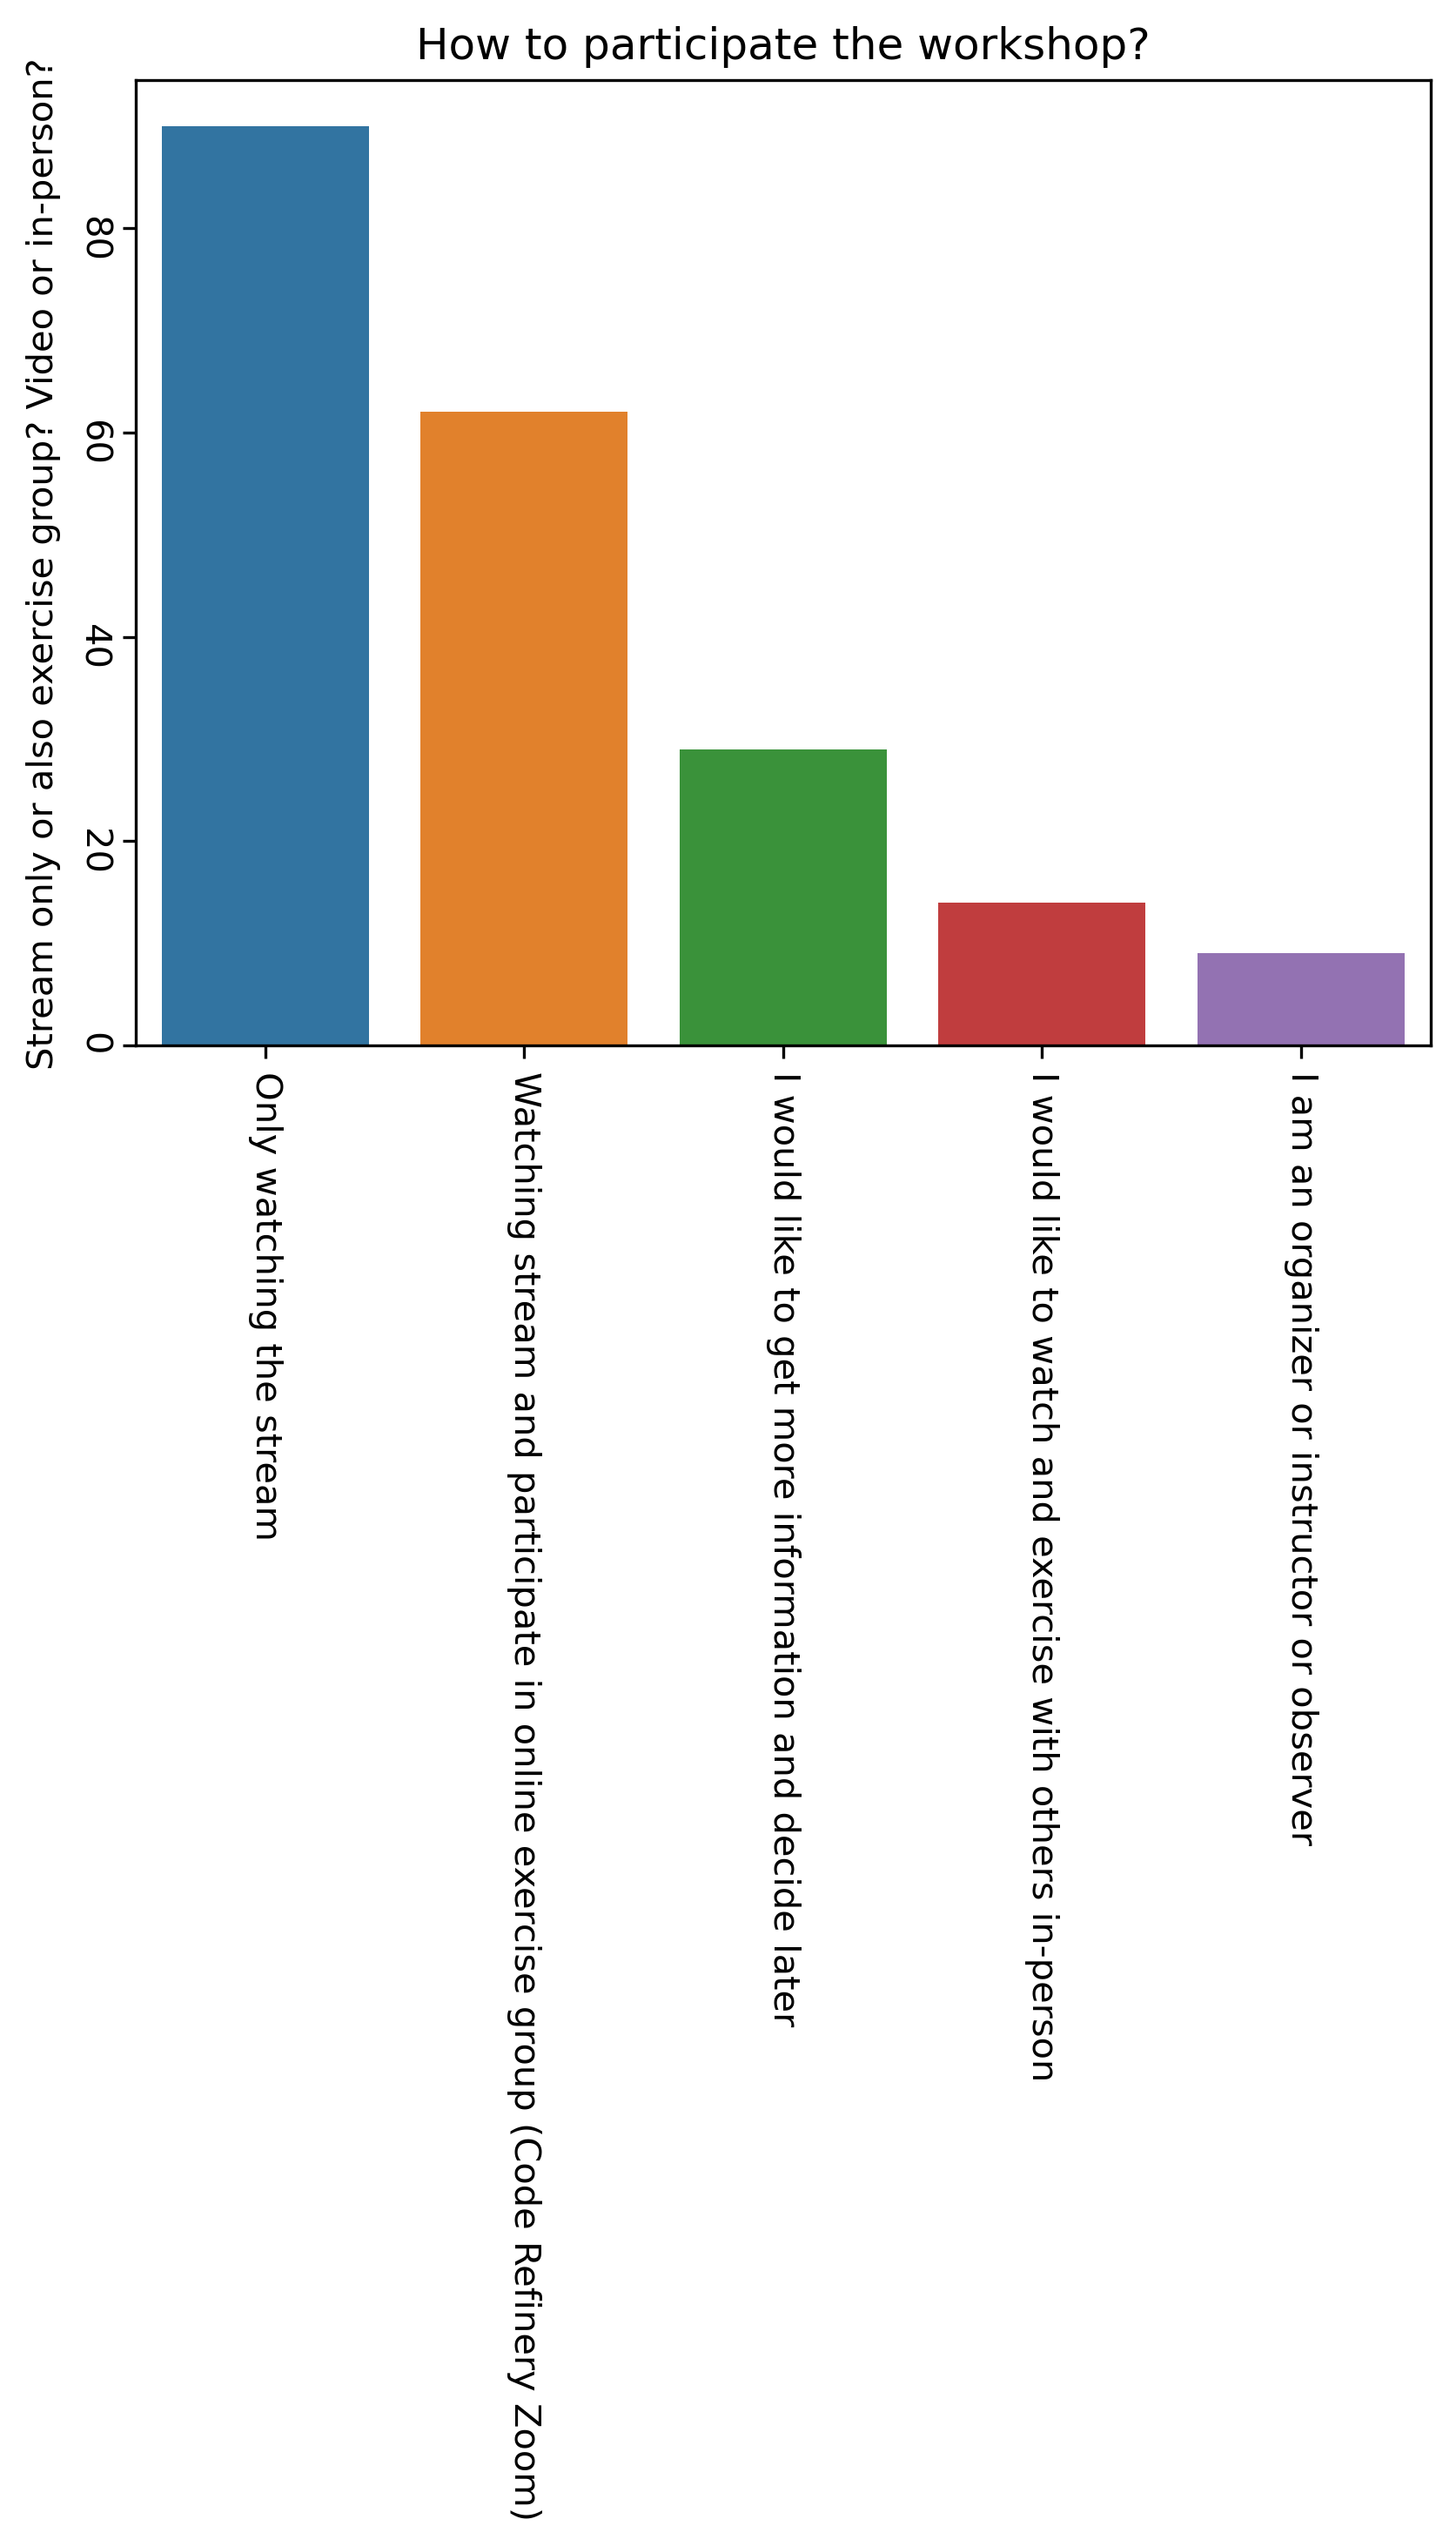 How to participate the workshop?
Stream only or also exercise group? Video or in-person?
80
60
40
20
0
Only watching the stream
Watching stream and participate in online exercise group (Code Refinery Zoom)
I would like to get more information and decide later
I would like to watch and exercise with others in-person
I am an organizer or instructor or observer